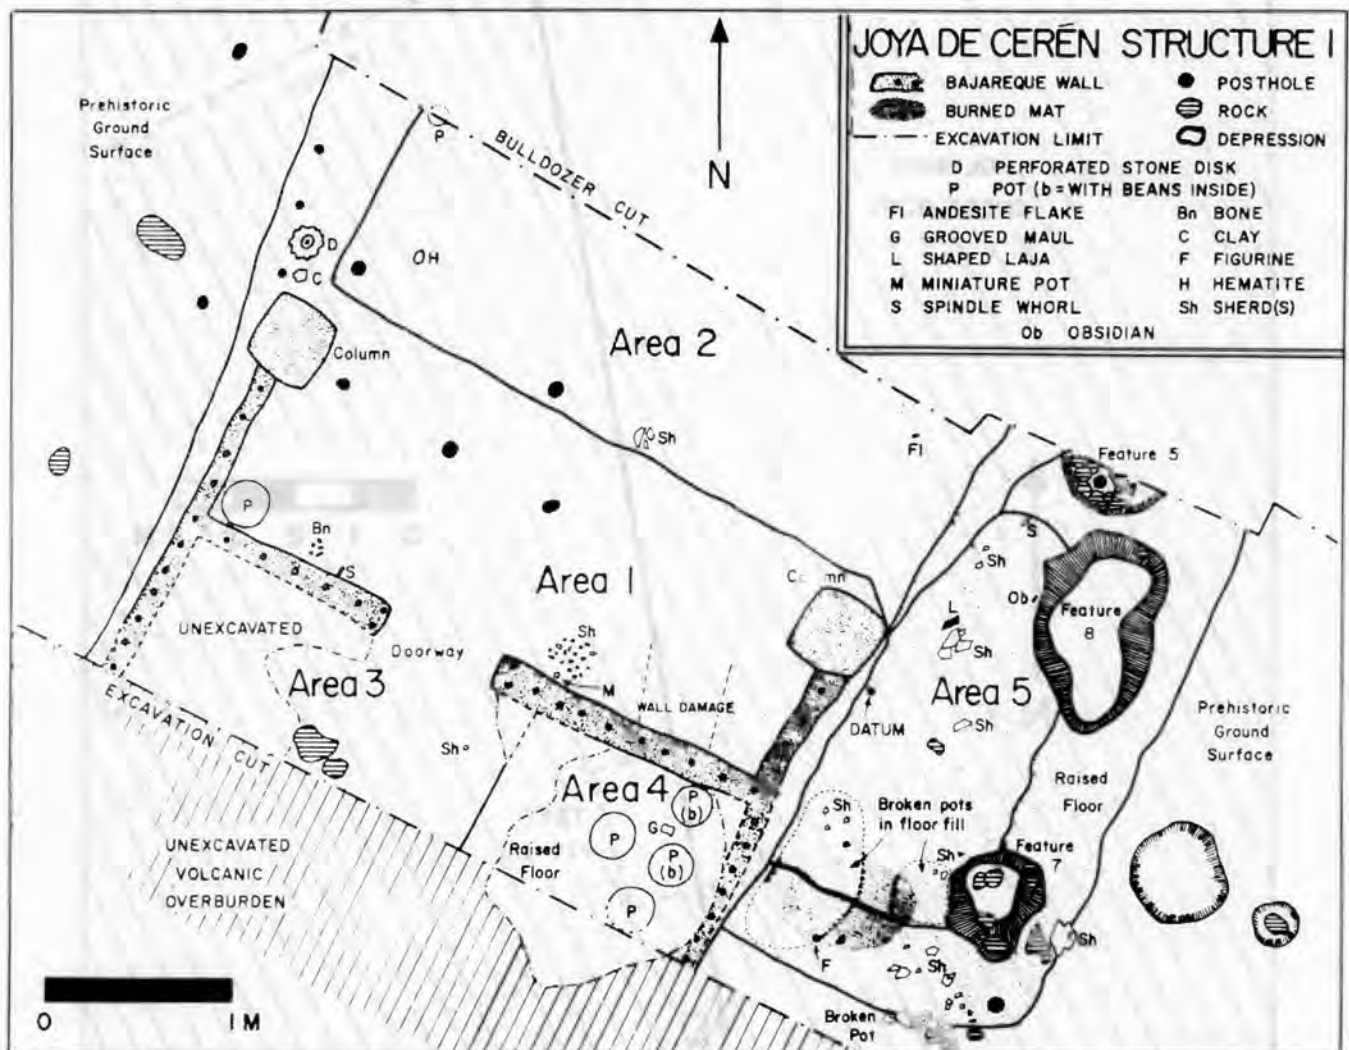 JOYA DE CERÉN STRUCTURE I
BAJAREQUE WALL
POSTHOLE
BURNED MAT
ROCK
EXCAVATION LIMIT
DEPRESSION
D PERFORATED STONE DISK
P POT (b = WITH BEANS INSIDE)
Fl ANDESITE FLAKE
Bn BONE
G GROOVED MAUL
C CLAY
L SHAPED LAJA
F FIGURINE
M MINIATURE POT
H HEMATITE
S SPINDLE WHORL
Sh SHERD(S)
Ob OBSIDIAN
Prehistoric
Ground
Surface
P
BULLDOZER CUT
N
D
C
H
Column
Area 2
Sh
Fl
Feature 5
P
Bn
S
Area 1
Column
Sh
S
Ob
Feature
8
L
Sh
UNEXCAVATED
Doorway
Sh
Area 3
M
WALL DAMAGE
DATUM
Area 5
Sh
Prehistoric
Ground
Surface
EXCAVATION CUT
Sh
Area 4
P
(b)
G
P
P
(b)
P
Raised
Floor
Sh
Broken pots
in floor fill
Raised
Floor
Sh
Feature
7
UNEXCAVATED
VOLCANIC
OVERBURDEN
F
Sh
Sh
Broken
Pot
0 1 M